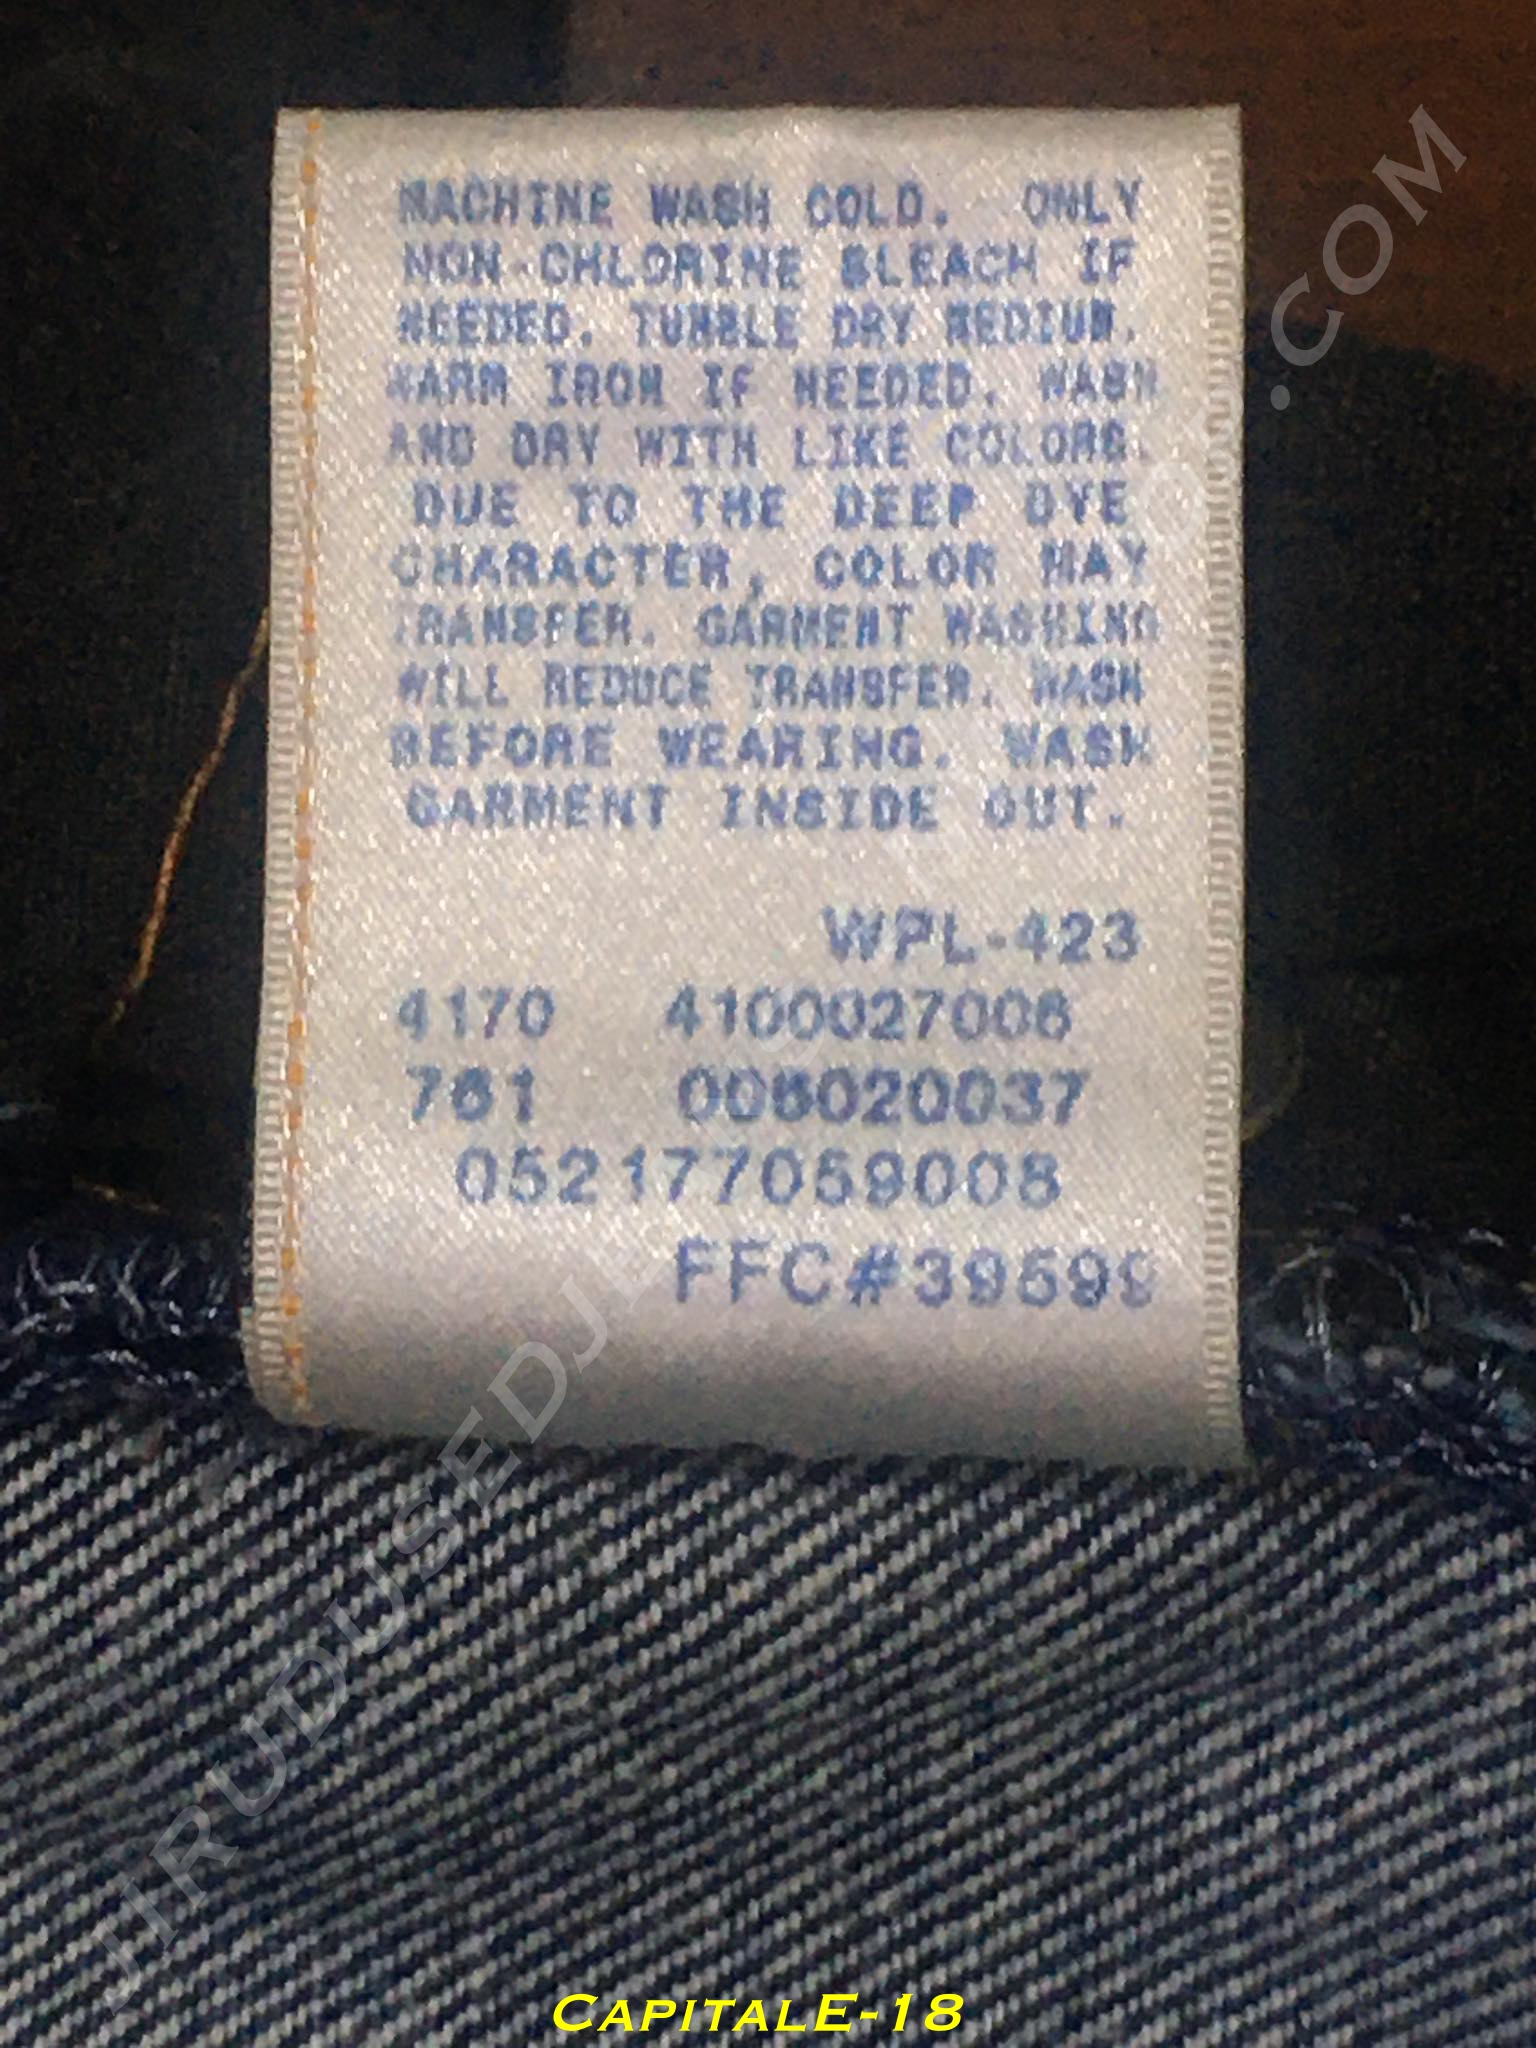 MACHINE WASH COLD. ONLY
NON-CHLORINE BLEACH IF
NEEDED. TUMBLE DRY MEDIUM.
WARM IRON IF NEEDED. WASH
AND DRY WITH LIKE COLORS.
DUE TO THE DEEP DYE
CHARACTER, COLOR MAY
TRANSFER. GARMENT WASHING
WILL REDUCE TRANSFER. WASH
BEFORE WEARING. WASH
GARMENT INSIDE OUT.
WPL-423
4170 4100027006
761 006020037
052177059008
FFC#39599
CAPITALE-18